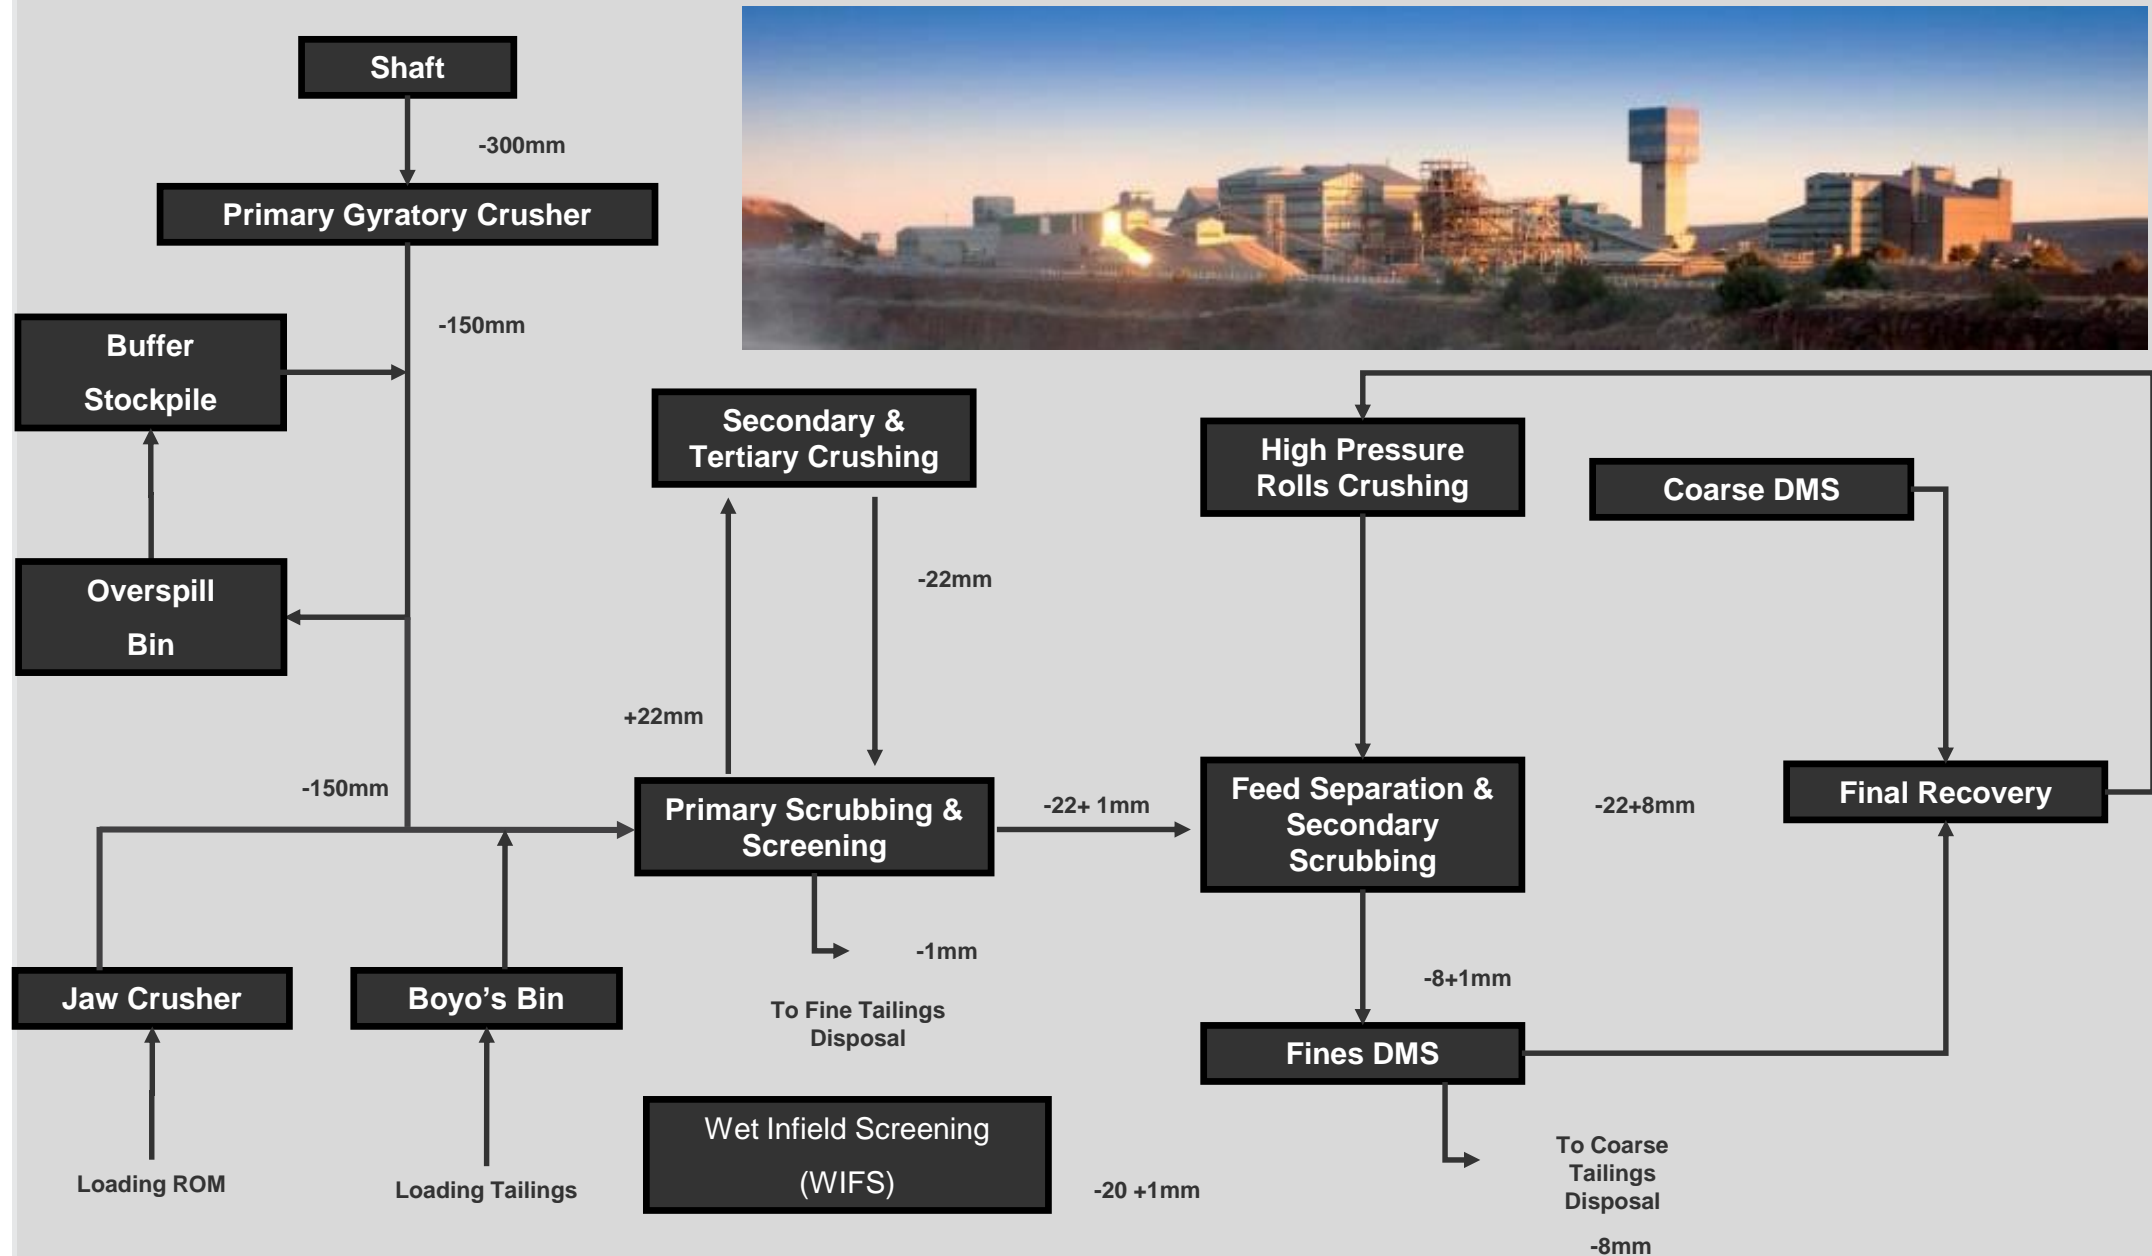 Shaft
-300mm
Primary Gyratory Crusher
-150mm
Buffer
Stockpile
Overspill
Bin
Secondary &
Tertiary Crushing
-22mm
+22mm
High Pressure
Rolls Crushing
Coarse DMS
-150mm
Primary Scrubbing &
Screening
-22+ 1mm
Feed Separation &
Secondary
Scrubbing
-22+8mm
Final Recovery
-1mm
To Fine Tailings
Disposal
-8+1mm
Jaw Crusher
Boyo’s Bin
Fines DMS
Loading ROM
Loading Tailings
Wet Infield Screening
(WIFS)
-20 +1mm
To Coarse
Tailings
Disposal
-8mm